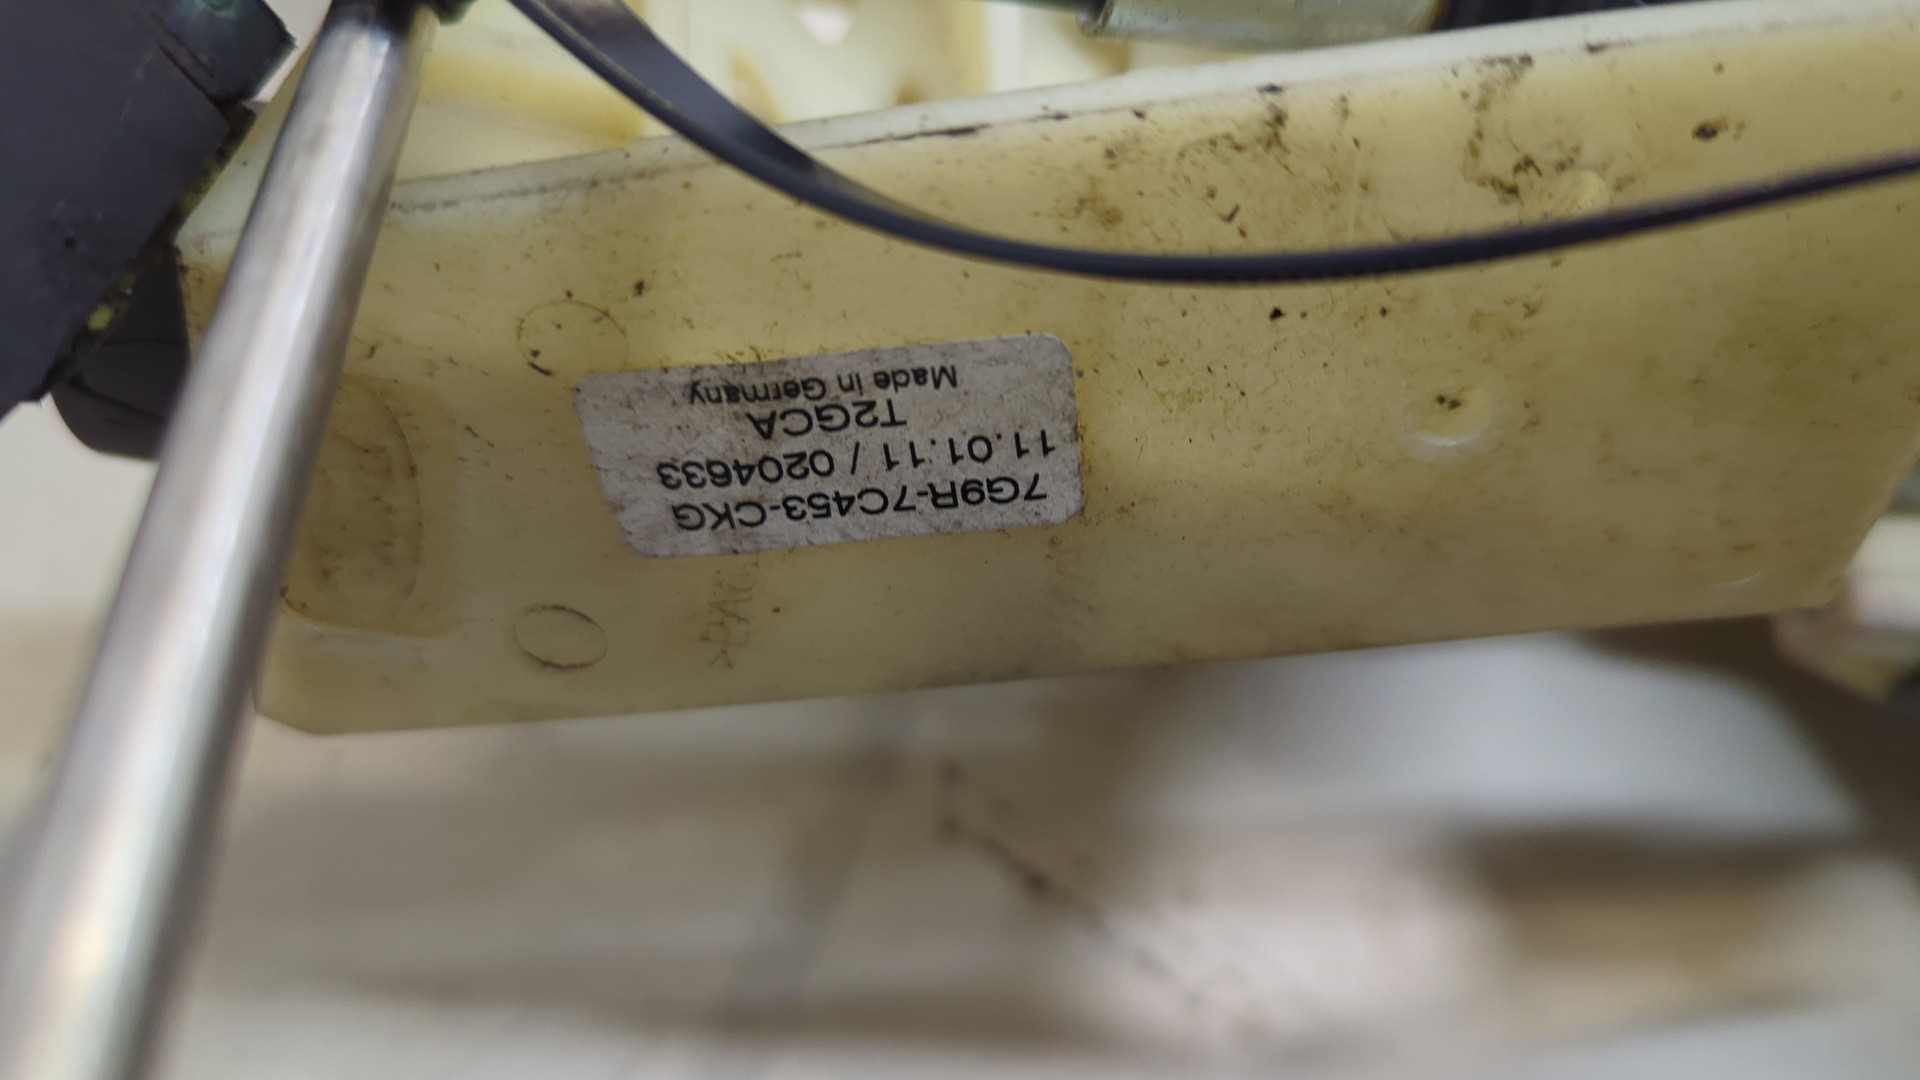 7G9R-7C453-CKG
11.01.11 / 0204633
T2GCA
Made in Germany